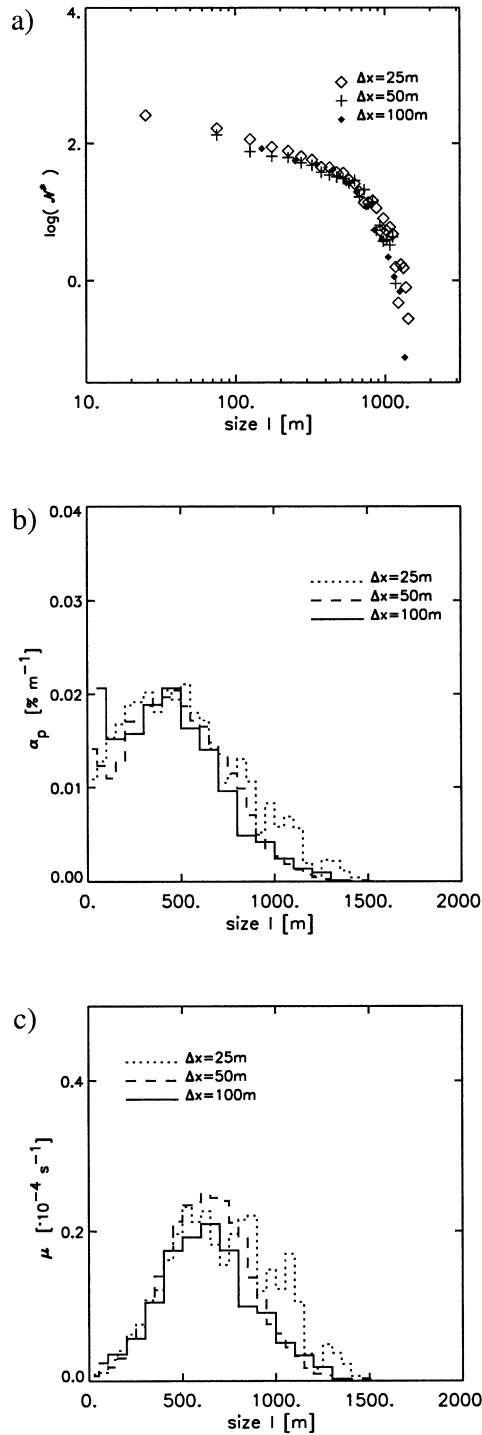 a)
4.
2.
0.
log( 𝒩* )
Δx=25m
Δx=50m
Δx=100m
10.
100.
1000.
size l [m]
b)
0.04
0.03
0.02
0.01
0.00
αp [% m⁻¹]
Δx=25m
Δx=50m
Δx=100m
0.
500.
1000.
1500.
2000
size l [m]
c)
0.4
0.2
0.0
μ [·10⁻⁴ s⁻¹]
Δx=25m
Δx=50m
Δx=100m
0.
500.
1000.
1500.
2000
size l [m]